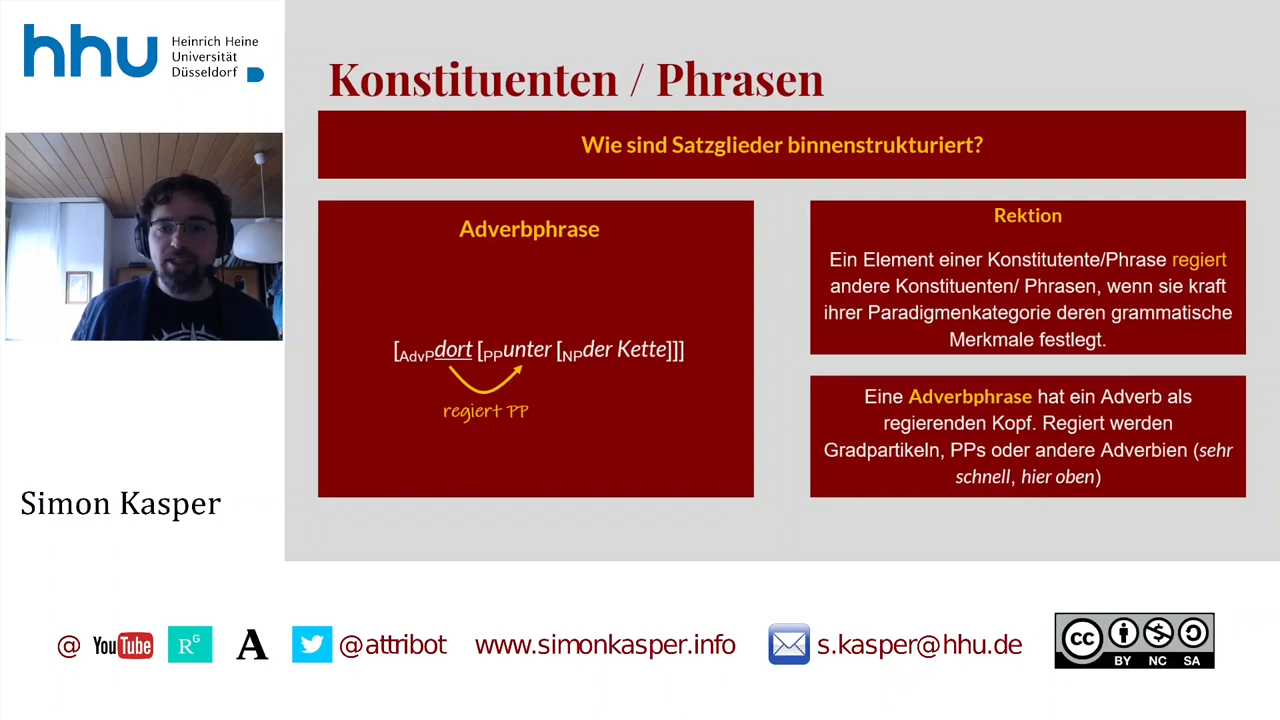 hhu Heinrich Heine
Universität
Düsseldorf
Konstituenten / Phrasen
Wie sind Satzglieder binnenstrukturiert?
Adverbphrase
[AdvPdort [PPunter [NPder Kette]]]
regiert PP
Rektion
Ein Element einer Konstitutente/Phrase regiert
andere Konstituenten/ Phrasen, wenn sie kraft
ihrer Paradigmenkategorie deren grammatische
Merkmale festlegt.
Eine Adverbphrase hat ein Adverb als
regierenden Kopf. Regiert werden
Gradpartikeln, PPs oder andere Adverbien (sehr
schnell, hier oben)
Simon Kasper
@ YouTube RG A @attribot www.simonkasper.info s.kasper@hhu.de cc
BY NC SA